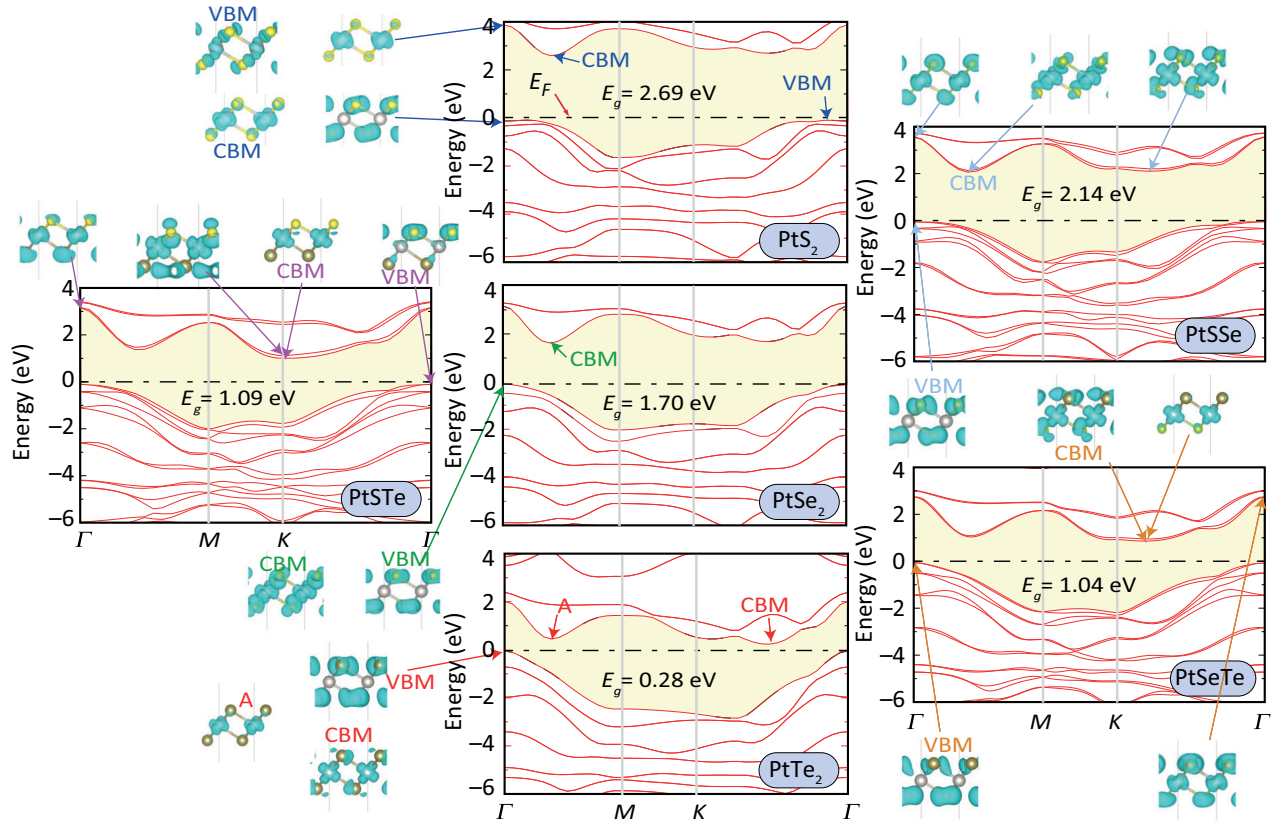 VBM
CBM
Energy (eV)
4
2
0
−2
−4
−6
CBM
VBM
E_F
E_g = 2.69 eV
PtS₂
Energy (eV)
4
2
0
−2
−4
−6
CBM
E_g = 2.14 eV
PtSSe
VBM
CBM
VBM
Energy (eV)
4
2
0
−2
−4
−6
E_g = 1.09 eV
PtSTe
Γ
M
K
Γ
Energy (eV)
4
2
0
−2
−4
−6
CBM
E_g = 1.70 eV
PtSe₂
CBM
VBM
CBM
Energy (eV)
4
2
0
−2
−4
−6
E_g = 1.04 eV
PtSeTe
Γ
M
K
Γ
VBM
Energy (eV)
4
2
0
−2
−4
−6
A
CBM
VBM
E_g = 0.28 eV
PtTe₂
Γ
M
K
Γ
A
CBM